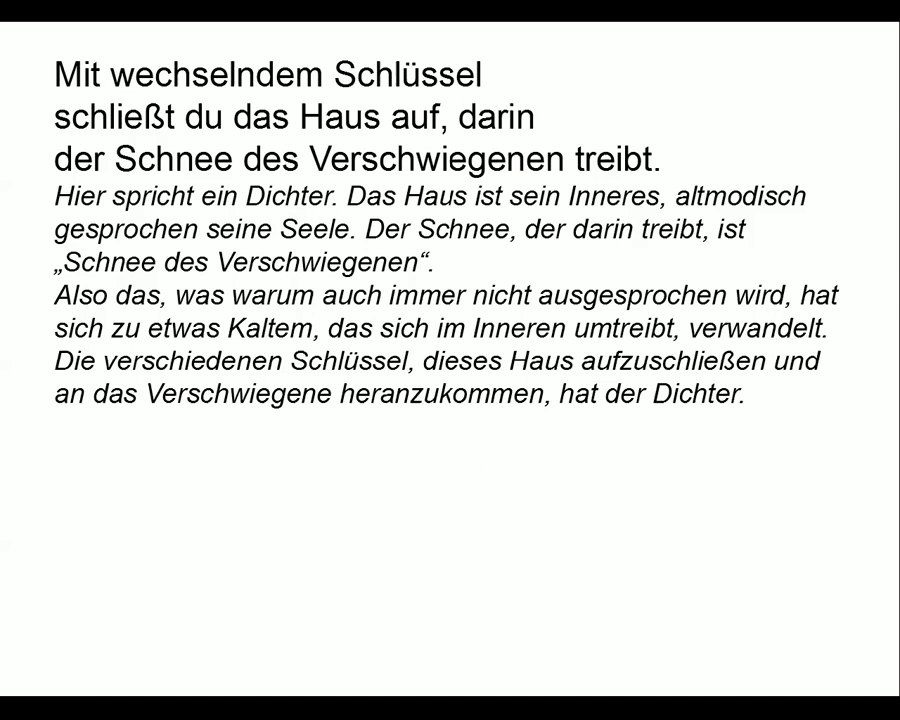 Mit wechselndem Schlüssel
schließt du das Haus auf, darin
der Schnee des Verschwiegenen treibt.
Hier spricht ein Dichter. Das Haus ist sein Inneres, altmodisch
gesprochen seine Seele. Der Schnee, der darin treibt, ist
„Schnee des Verschwiegenen“.
Also das, was warum auch immer nicht ausgesprochen wird, hat
sich zu etwas Kaltem, das sich im Inneren umtreibt, verwandelt.
Die verschiedenen Schlüssel, dieses Haus aufzuschließen und
an das Verschwiegene heranzukommen, hat der Dichter.